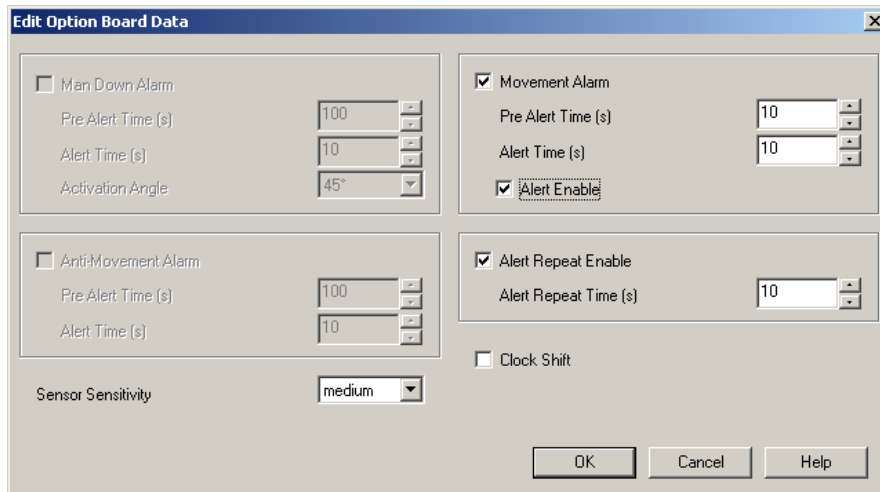 Edit Option Board Data
Man Down Alarm
Pre Alert Time (s) 100
Alert Time (s) 10
Activation Angle 45°
Anti-Movement Alarm
Pre Alert Time (s) 100
Alert Time (s) 10
Sensor Sensitivity medium
Movement Alarm
Pre Alert Time (s) 10
Alert Time (s) 10
Alert Enable
Alert Repeat Enable
Alert Repeat Time (s) 10
Clock Shift
OK Cancel Help